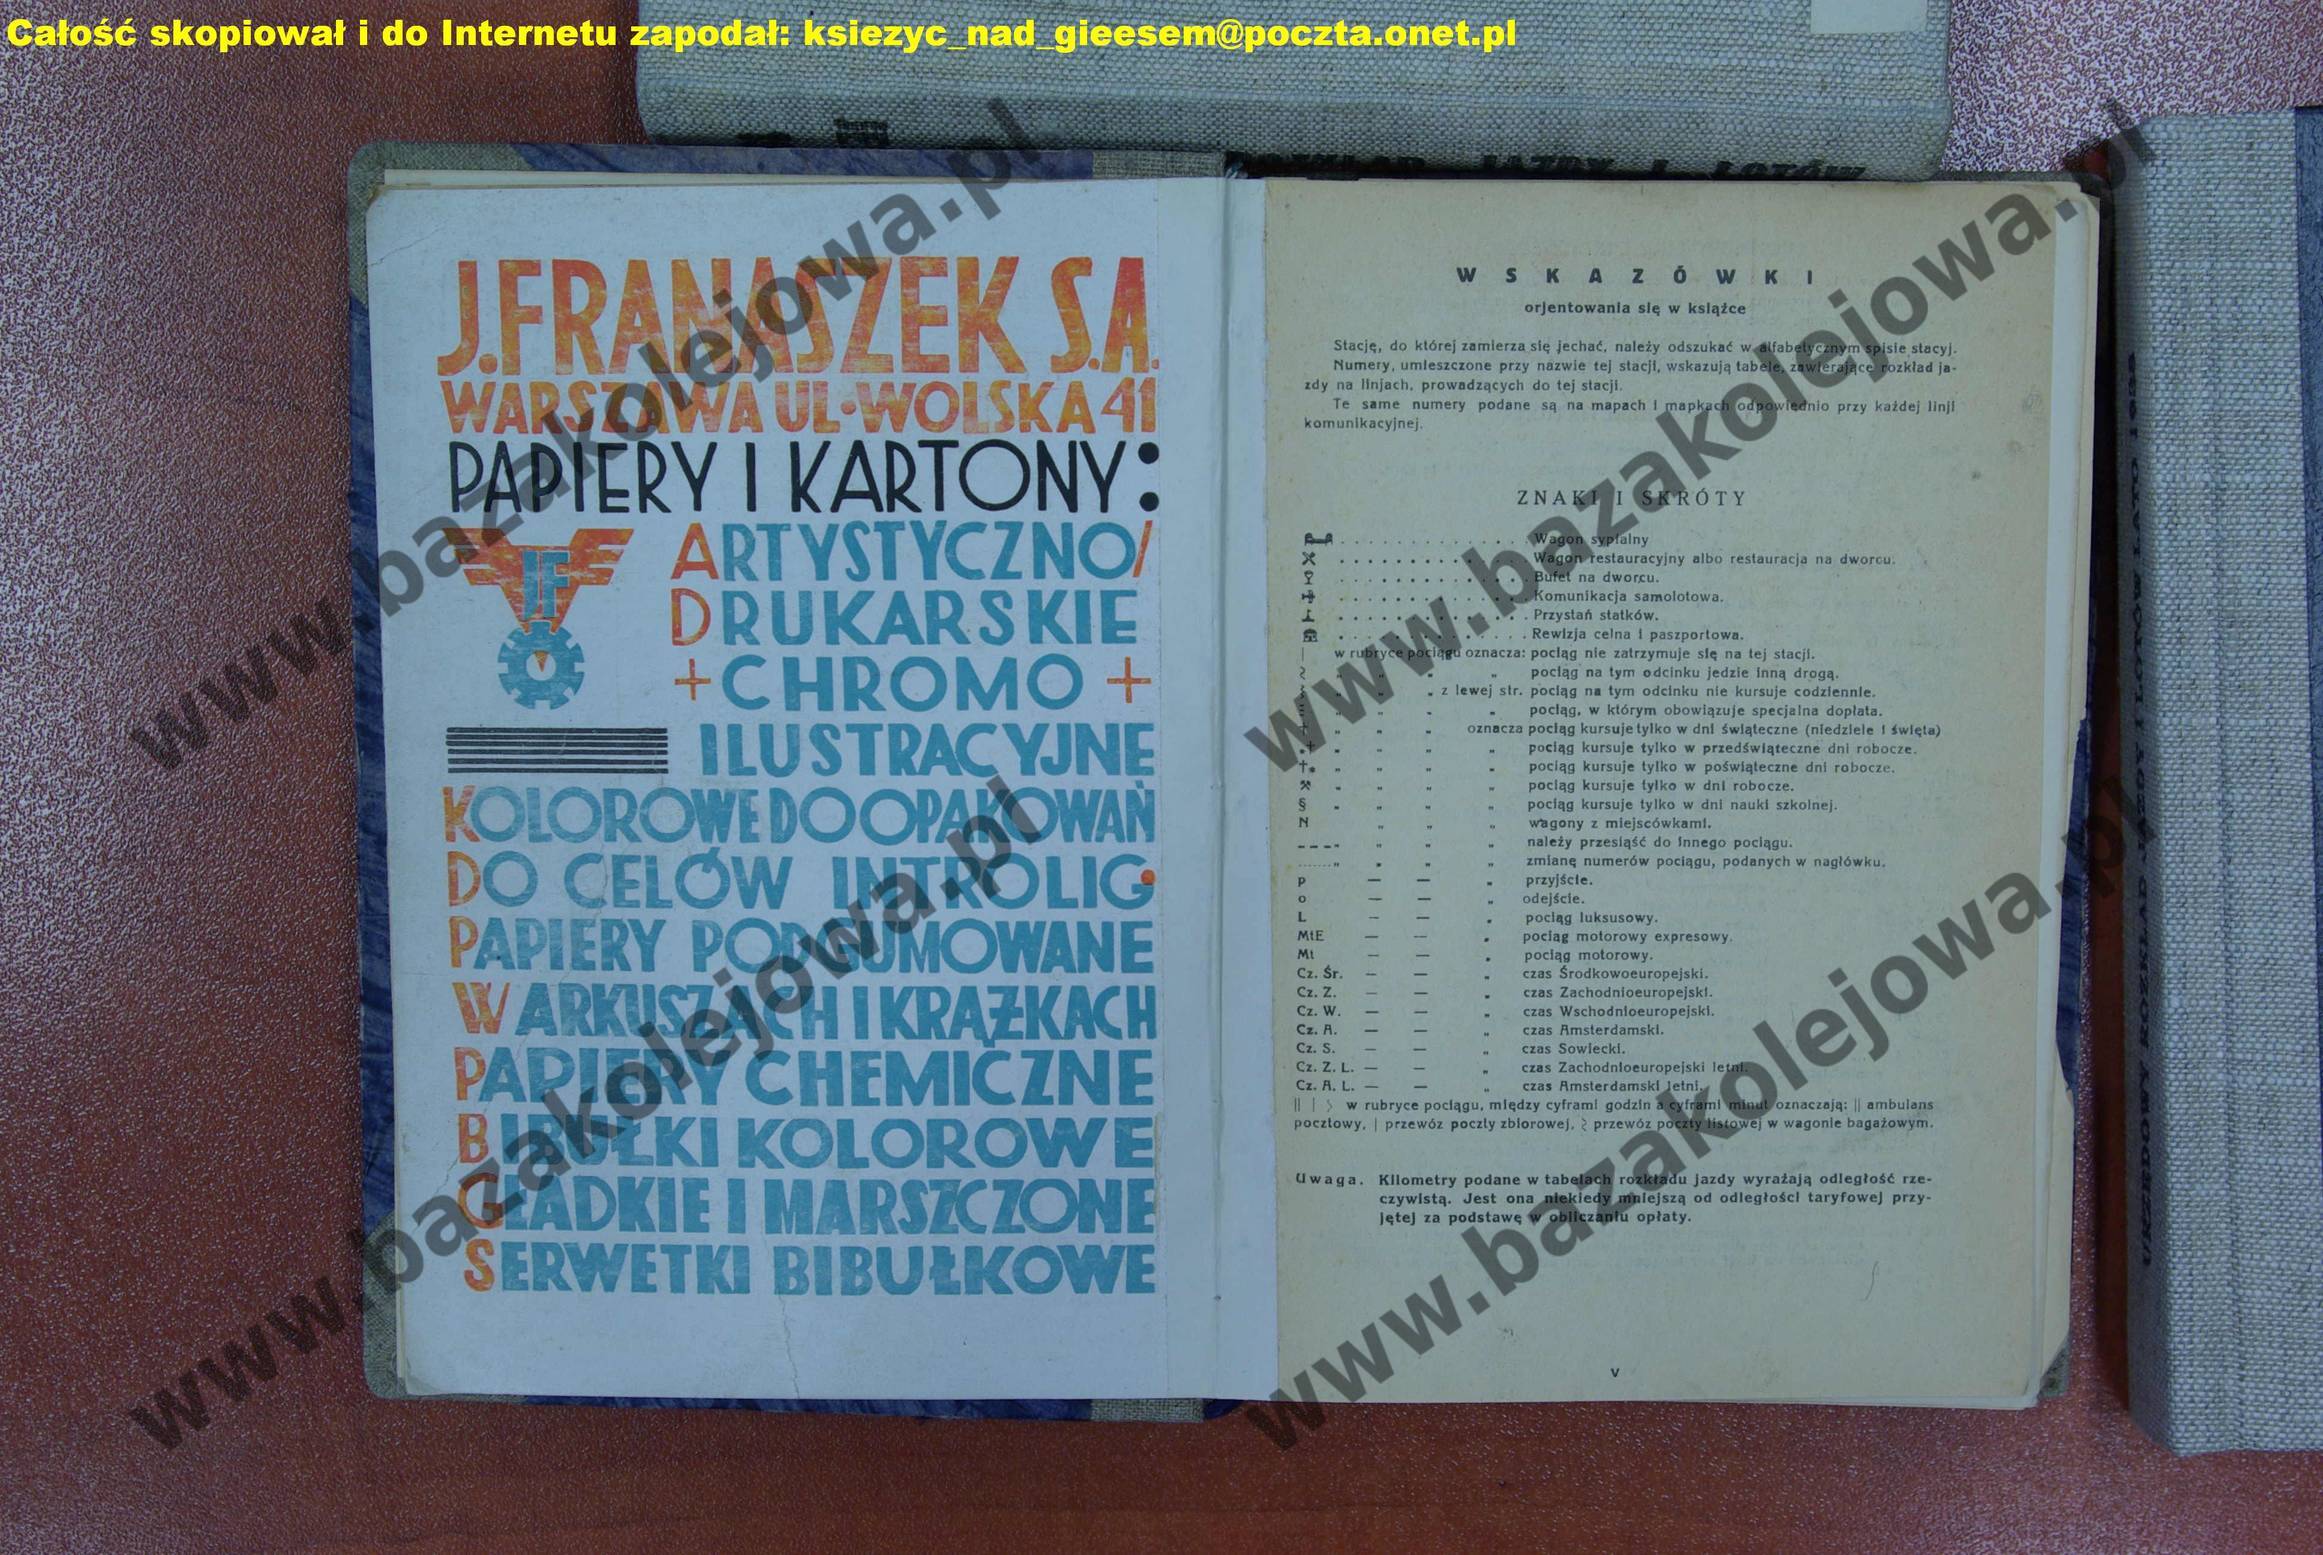 Całość skopiował i do Internetu zapodał: ksiezyc_nad_gieesem@poczta.onet.pl
ROZKŁAD JAZDY I LOTÓW
J. FRANASZEK S.A.
WARSZAWA UL·WOLSKA 41
PAPIERY I KARTONY:
JF
ARTYSTYCZNO/
DRUKARSKIE
+CHROMO+
ILUSTRACYJNE
KOLOROWE DO OPAKOWAŃ
DO CELÓW INTROLIG.
PAPIERY PODGUMOWANE
W ARKUSZACH I KRĄŻKACH
PAPIERY CHEMICZNE
BIBUŁKI KOLOROWE
GŁADKIE I MARSZCZONE
SERWETKI BIBUŁKOWE
WSKAZÓWKI
orjentowania się w książce
Stację, do której zamierza się jechać, należy odszukać w alfabetycznym spisie stacyj.
Numery, umieszczone przy nazwie tej stacji, wskazują tabele, zawierające rozkład ja-
zdy na linjach, prowadzących do tej stacji.
Te same numery podane są na mapach i mapkach odpowiednio przy każdej linji
komunikacyjnej.
ZNAKI I SKRÓTY
Wagon sypialny
Wagon restauracyjny albo restauracja na dworcu.
Bufet na dworcu.
Komunikacja samolotowa.
Przystań statków.
Rewizja celna i paszportowa.
| w rubryce pociągu oznacza: pociąg nie zatrzymuje się na tej stacji.
„ „ „ „ pociąg na tym odcinku jedzie inną drogą.
„ „ „ z lewej str. pociąg na tym odcinku nie kursuje codziennie.
„ „ „ „ pociąg, w którym obowiązuje specjalna dopłata.
† „ „ „ oznacza pociąg kursuje tylko w dni świąteczne (niedziele i święta)
•† „ „ „ „ pociąg kursuje tylko w przedświąteczne dni robocze.
†• „ „ „ „ pociąg kursuje tylko w poświąteczne dni robocze.
⚒ „ „ „ „ pociąg kursuje tylko w dni robocze.
§ „ „ „ „ pociąg kursuje tylko w dni nauki szkolnej.
N „ „ „ wagony z miejscówkami.
----„ „ „ „ należy przesiąść do innego pociągu.
.......„ „ „ „ zmianę numerów pociągu, podanych w nagłówku.
p — — „ przyjście.
o — — „ odejście.
L — — „ pociąg luksusowy.
MtE — — „ pociąg motorowy expresowy.
Mt — — „ pociąg motorowy.
Cz. Śr. — — „ czas Środkowoeuropejski.
Cz. Z. — — „ czas Zachodnioeuropejski.
Cz. W. — — „ czas Wschodnioeuropejski.
Cz. A. — — „ czas Amsterdamski.
Cz. S. — — „ czas Sowiecki.
Cz. Z. L. — — „ czas Zachodnioeuropejski letni.
Cz. A. L. — — „ czas Amsterdamski letni.
|| | ⟩ w rubryce pociągu, między cyframi godzin a cyframi minut oznaczają: || ambulans
pocztowy, | przewóz poczty zbiorowej, ⟩ przewóz poczty listowej w wagonie bagażowym.
Uwaga. Kilometry podane w tabelach rozkładu jazdy wyrażają odległość rze-
czywistą. Jest ona niekiedy mniejszą od odległości taryfowej przy-
jętej za podstawę w obliczaniu opłaty.
V
www.bazakolejowa.pl
www.bazakolejowa.pl
www.bazakolejowa.pl
www.bazakolejowa.pl